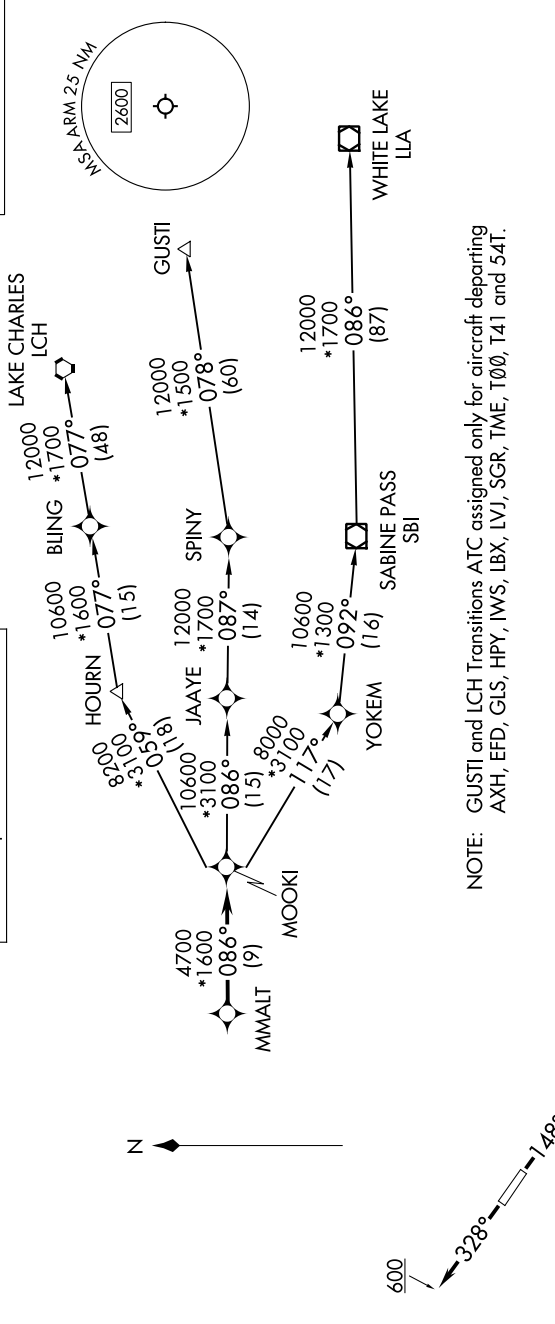 MSA ARM 25 NM
2600
LAKE CHARLES
LCH
12000
*1700
077°
(48)
BLING
10600
*1600
077°
(15)
HOURN
8200
*3100
059°
(18)
GUSTI
12000
*1500
078°
(60)
SPINY
12000
*1700
087°
(14)
JAAYE
10600
*3100
086°
(15)
WHITE LAKE
LLA
12000
*1700
086°
(87)
SABINE PASS
SBI
10600
*1300
092°
(16)
YOKEM
8000
*3100
117°
(17)
MOOKI
4700
*1600
086°
(9)
MMALT
N
600
328°
148°
NOTE: GUSTI and LCH Transitions ATC assigned only for aircraft departing
AXH, EFD, GLS, HPY, IWS, LBX, LVJ, SGR, TME, TØØ, T41 and 54T.